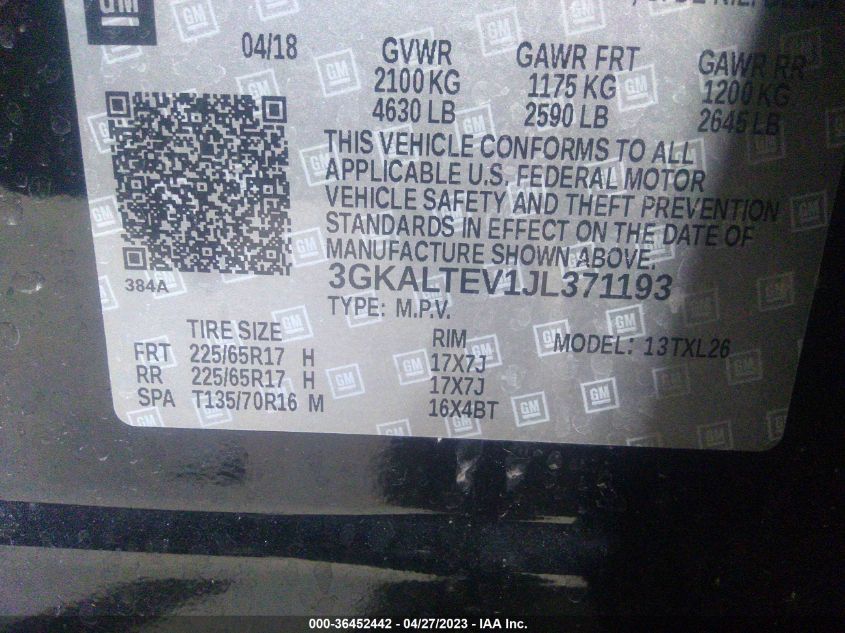 GM
04/18 GVWR GAWR FRT GAWR RR
2100 KG 1175 KG 1200 KG
4630 LB 2590 LB 2645 LB
THIS VEHICLE CONFORMS TO ALL
APPLICABLE U.S. FEDERAL MOTOR
VEHICLE SAFETY AND THEFT PREVENTION
STANDARDS IN EFFECT ON THE DATE OF
MANUFACTURE SHOWN ABOVE.
384A 3GKALTEV1JL371193
TYPE: M.P.V.
TIRE SIZE RIM MODEL: 13TXL26
FRT 225/65R17 H 17X7J
RR 225/65R17 H 17X7J
SPA T135/70R16 M 16X4BT
000-36452442 - 04/27/2023 - IAA Inc.